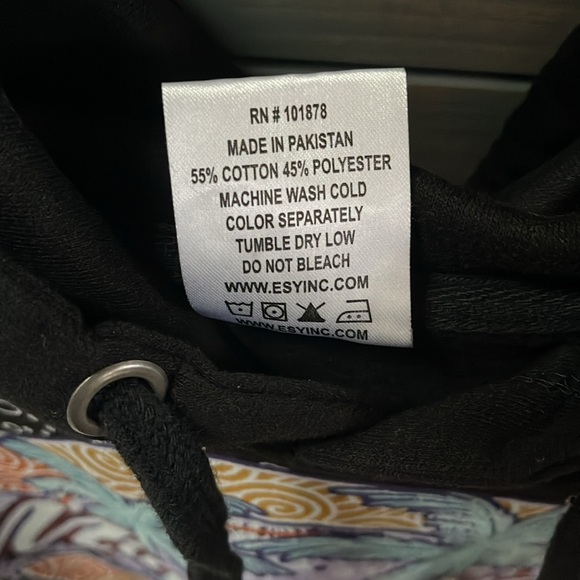 RN # 101878
MADE IN PAKISTAN
55% COTTON 45% POLYESTER
MACHINE WASH COLD
COLOR SEPARATELY
TUMBLE DRY LOW
DO NOT BLEACH
WWW.ESYINC.COM
WWW.ESYINC.COM